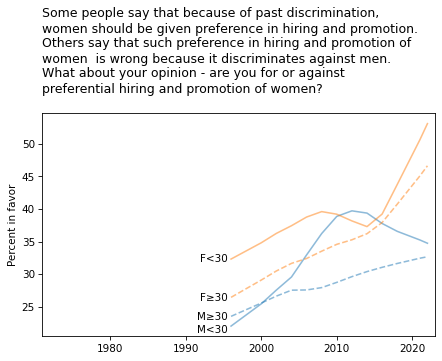 Some people say that because of past discrimination,
women should be given preference in hiring and promotion.
Others say that such preference in hiring and promotion of
women  is wrong because it discriminates against men.
What about your opinion - are you for or against
preferential hiring and promotion of women?
50
45
40
35
30
25
Percent in favor
F<30
F≥30
M≥30
M<30
1980 1990 2000 2010 2020